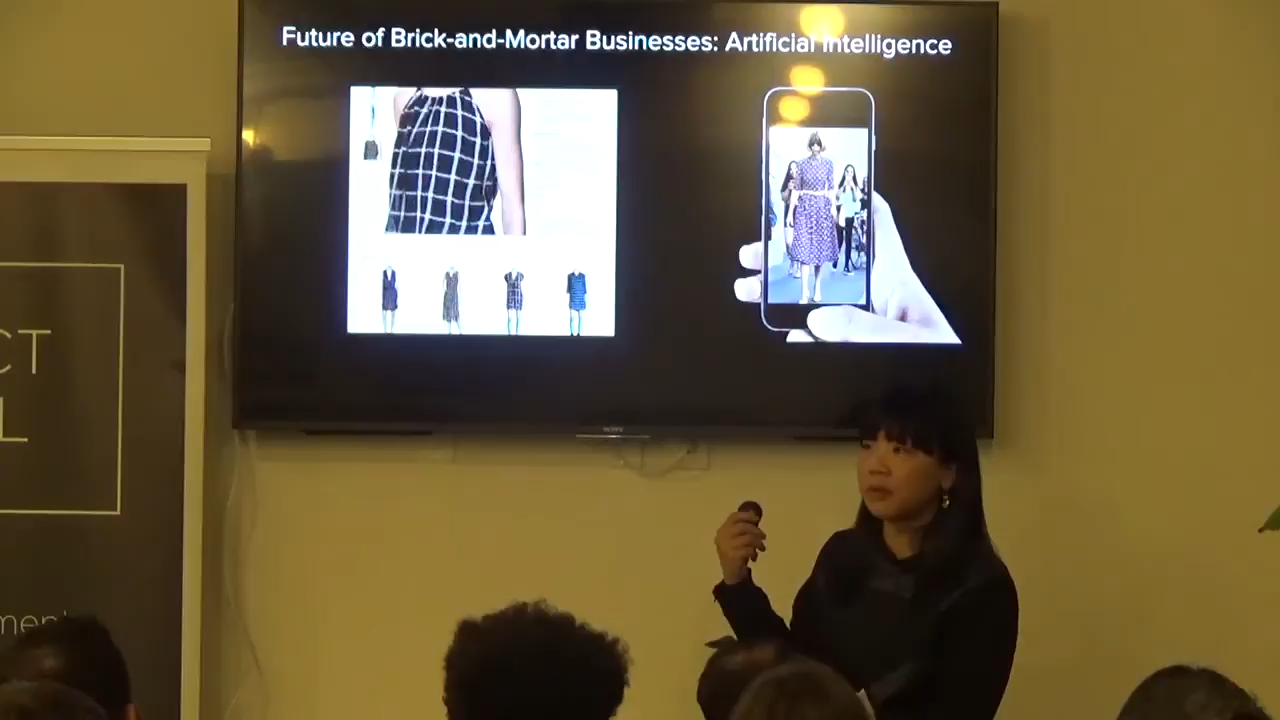 Future of Brick-and-Mortar Businesses: Artificial Intelligence
SONY
CT
L